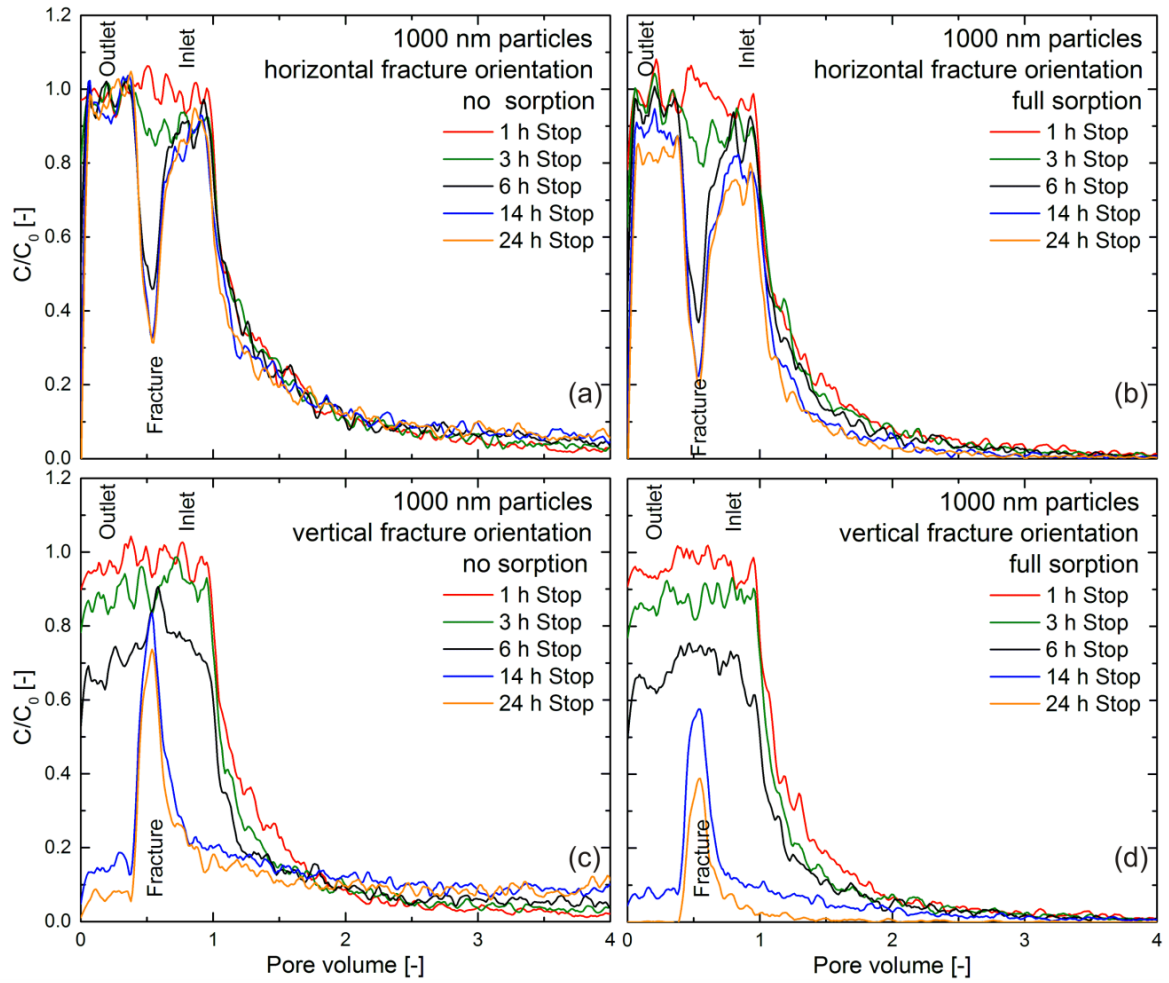 1.2
1.0
0.8
0.6
0.4
0.2
0.0
C/C0 [-]
Outlet
Inlet
1000 nm particles
horizontal fracture orientation
no sorption
1 h Stop
3 h Stop
6 h Stop
14 h Stop
24 h Stop
Fracture
(a)
Outlet
Inlet
1000 nm particles
horizontal fracture orientation
full sorption
1 h Stop
3 h Stop
6 h Stop
14 h Stop
24 h Stop
Fracture
(b)
1.2
1.0
0.8
0.6
0.4
0.2
0.0
C/C0 [-]
Outlet
Inlet
1000 nm particles
vertical fracture orientation
no sorption
1 h Stop
3 h Stop
6 h Stop
14 h Stop
24 h Stop
Fracture
(c)
0
1
2
3
4
Pore volume [-]
Outlet
Inlet
1000 nm particles
vertical fracture orientation
full sorption
1 h Stop
3 h Stop
6 h Stop
14 h Stop
24 h Stop
Fracture
(d)
0
1
2
3
4
Pore volume [-]